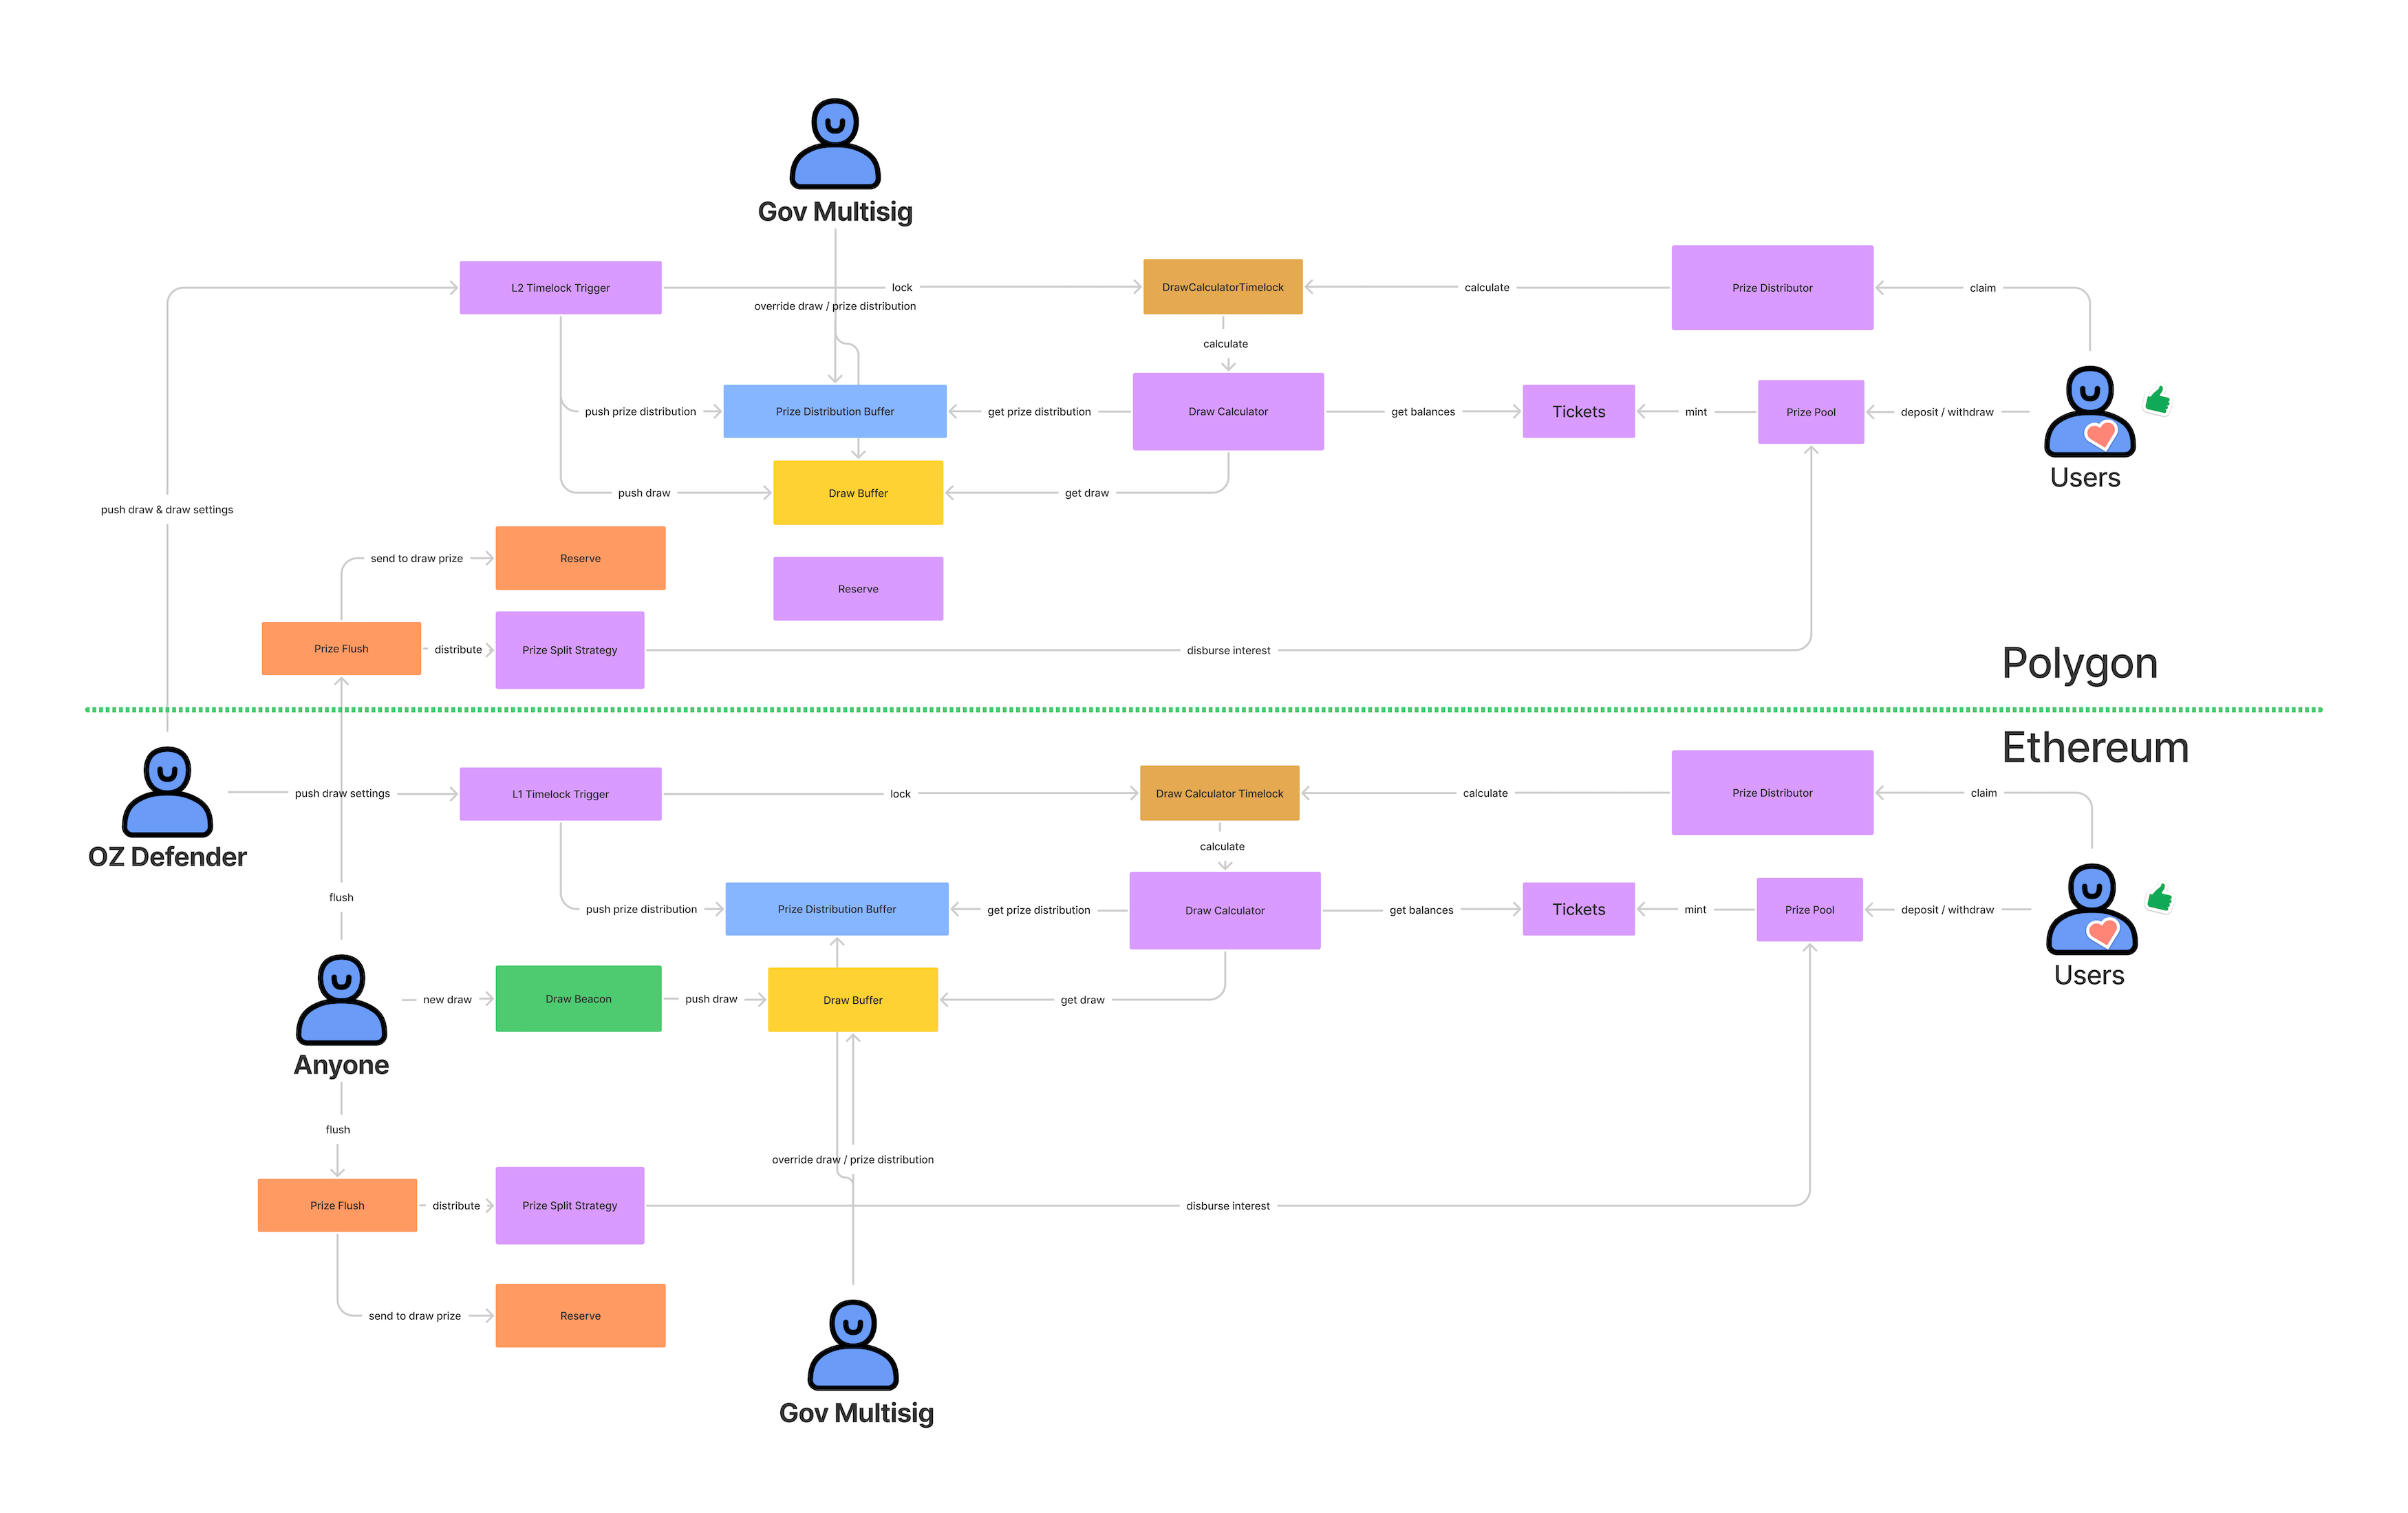 Gov Multisig
L2 Timelock Trigger
lock
DrawCalculatorTimelock
calculate
Prize Distributor
claim
override draw / prize distribution
calculate
push prize distribution
Prize Distribution Buffer
get prize distribution
Draw Calculator
get balances
Tickets
mint
Prize Pool
deposit / withdraw
Users
push draw
Draw Buffer
get draw
push draw & draw settings
send to draw prize
Reserve
Reserve
Prize Flush
distribute
Prize Split Strategy
disburse interest
Polygon
Ethereum
push draw settings
L1 Timelock Trigger
lock
Draw Calculator Timelock
calculate
Prize Distributor
claim
OZ Defender
calculate
flush
push prize distribution
Prize Distribution Buffer
get prize distribution
Draw Calculator
get balances
Tickets
mint
Prize Pool
deposit / withdraw
Users
new draw
Draw Beacon
push draw
Draw Buffer
get draw
Anyone
flush
override draw / prize distribution
Prize Flush
distribute
Prize Split Strategy
disburse interest
send to draw prize
Reserve
Gov Multisig